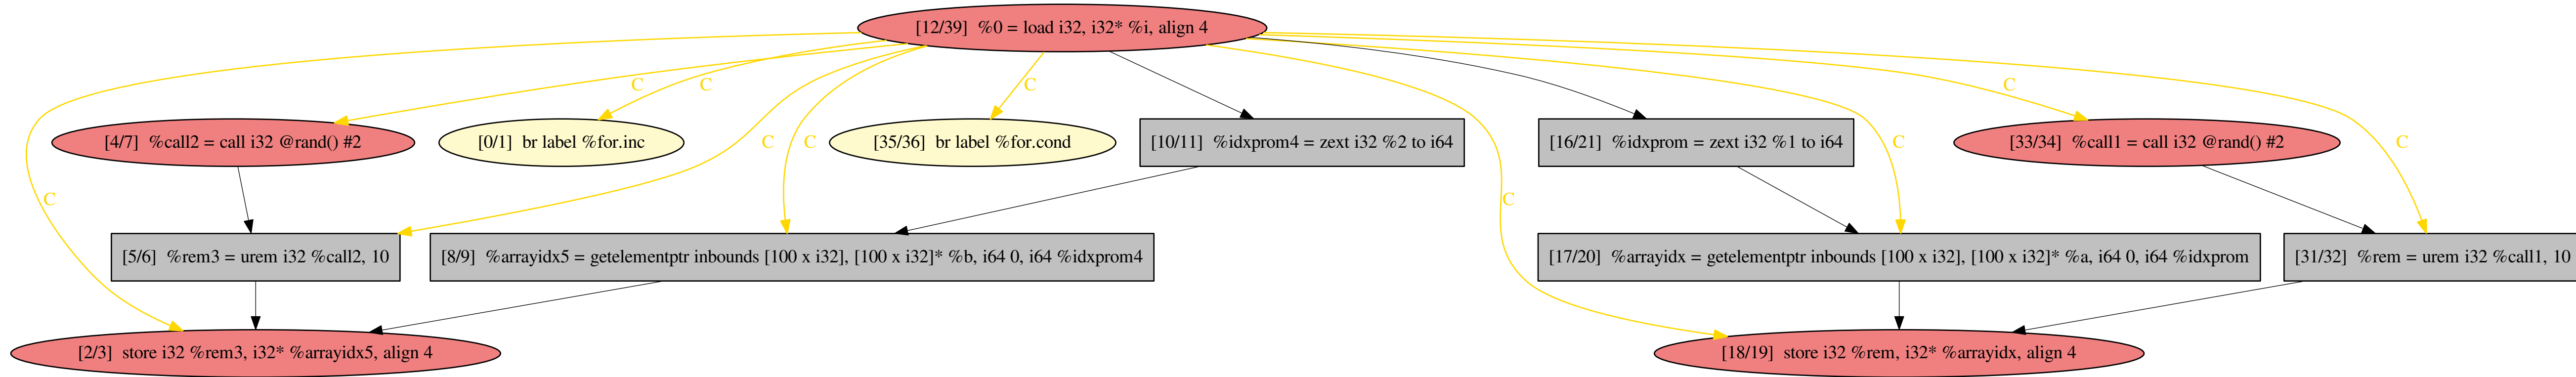 [12/39] %0 = load i32, i32* %i, align 4
C
C
C
C
[4/7] %call2 = call i32 @rand() #2
[0/1] br label %for.inc
C
C
[35/36] br label %for.cond
[10/11] %idxprom4 = zext i32 %2 to i64
[16/21] %idxprom = zext i32 %1 to i64
C
[33/34] %call1 = call i32 @rand() #2
C
C
C
[5/6] %rem3 = urem i32 %call2, 10
[8/9] %arrayidx5 = getelementptr inbounds [100 x i32], [100 x i32]* %b, i64 0, i64 %idxprom4
[17/20] %arrayidx = getelementptr inbounds [100 x i32], [100 x i32]* %a, i64 0, i64 %idxprom
[31/32] %rem = urem i32 %call1, 10
[2/3] store i32 %rem3, i32* %arrayidx5, align 4
[18/19] store i32 %rem, i32* %arrayidx, align 4